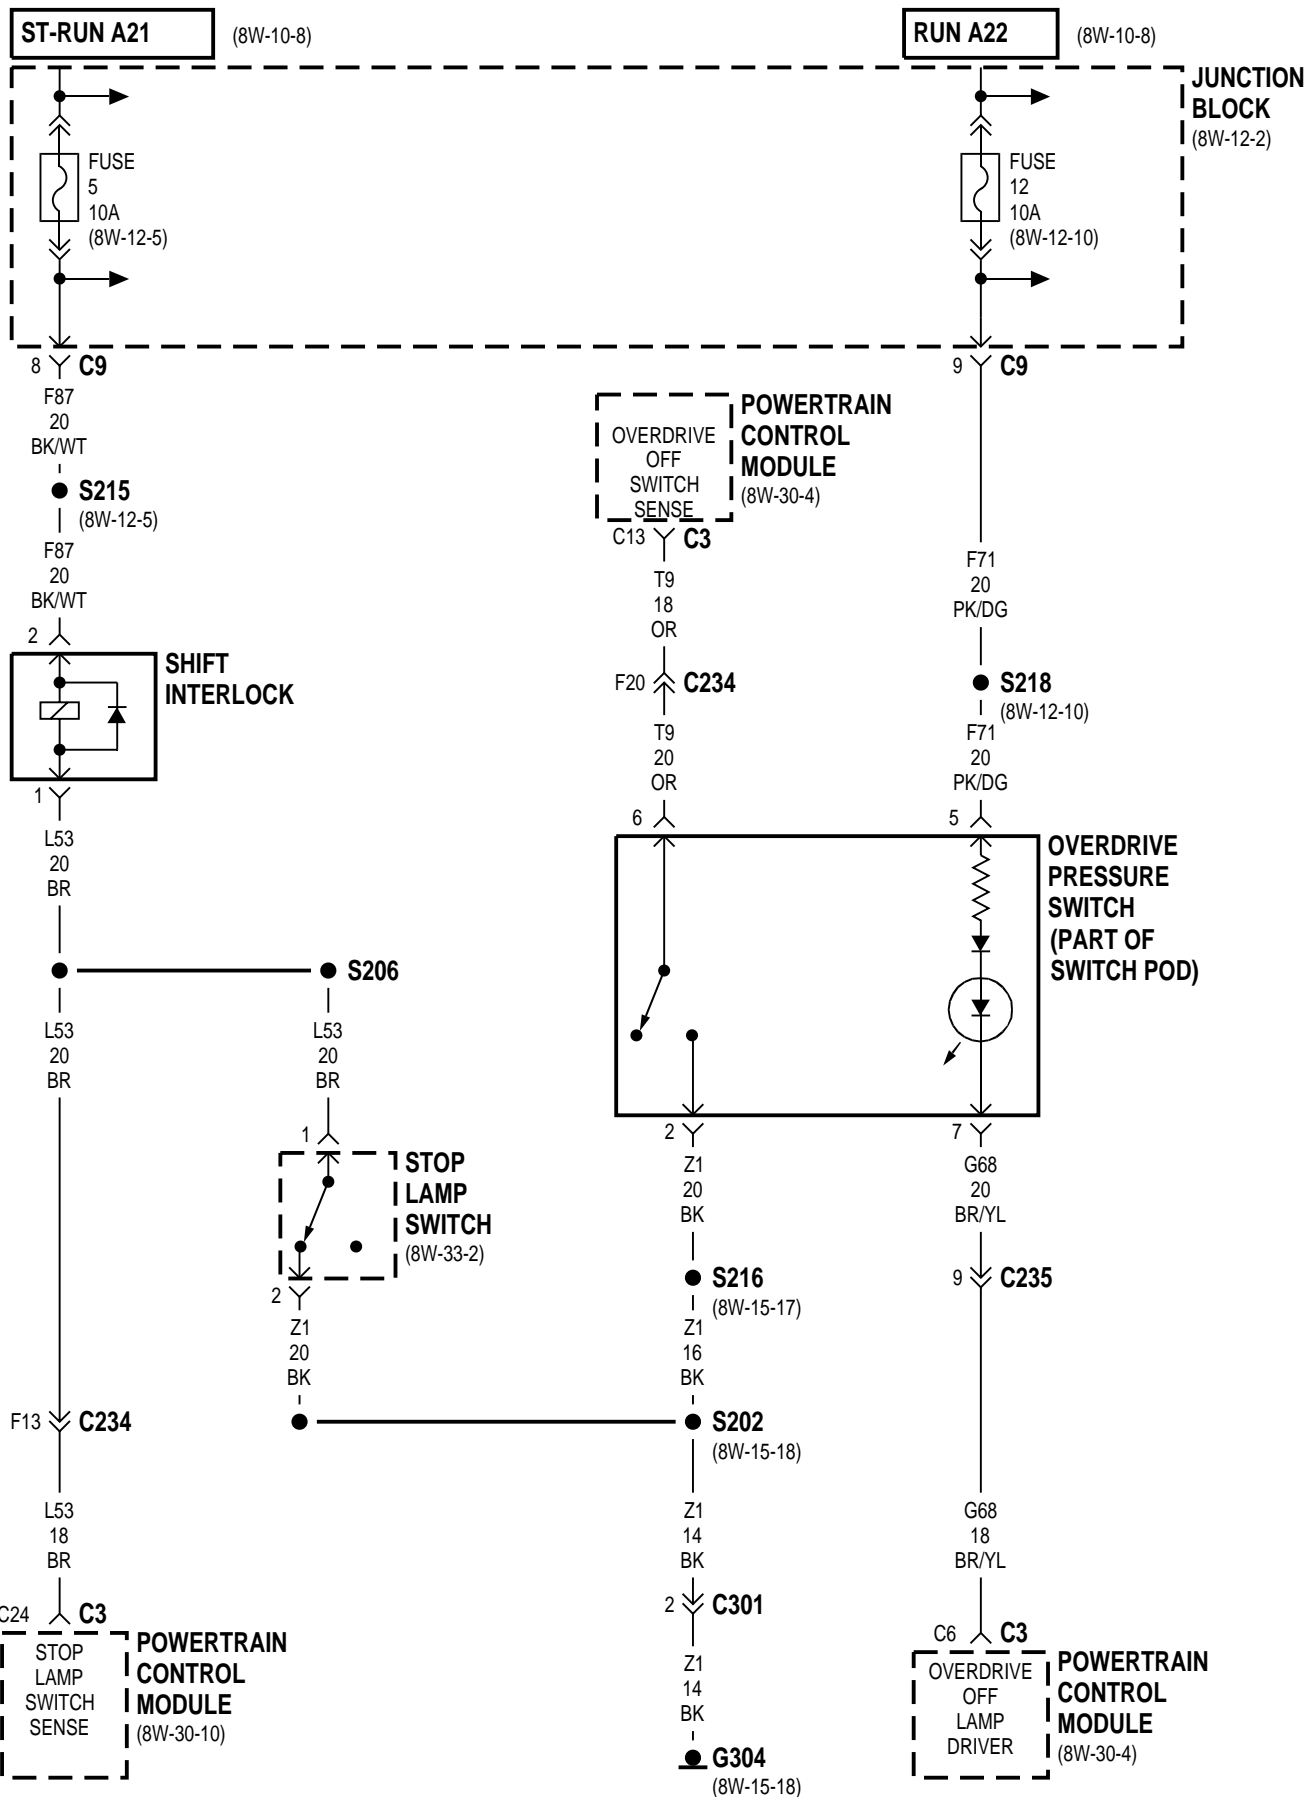 ST-RUN A21
(8W-10-8)
RUN A22
(8W-10-8)
JUNCTION
BLOCK
(8W-12-2)
FUSE
5
10A
(8W-12-5)
FUSE
12
10A
(8W-12-10)
8
C9
9
C9
F87
20
BK/WT
S215
(8W-12-5)
F87
20
BK/WT
2
SHIFT
INTERLOCK
1
L53
20
BR
S206
L53
20
BR
L53
20
BR
1
STOP
LAMP
SWITCH
(8W-33-2)
2
Z1
20
BK
F13
C234
L53
18
BR
C24
C3
STOP
LAMP
SWITCH
SENSE
POWERTRAIN
CONTROL
MODULE
(8W-30-10)
OVERDRIVE
OFF
SWITCH
SENSE
POWERTRAIN
CONTROL
MODULE
(8W-30-4)
C13
C3
T9
18
OR
F20
C234
T9
20
OR
6
F71
20
PK/DG
S218
(8W-12-10)
F71
20
PK/DG
5
OVERDRIVE
PRESSURE
SWITCH
(PART OF
SWITCH POD)
2
Z1
20
BK
S216
(8W-15-17)
Z1
16
BK
S202
(8W-15-18)
Z1
14
BK
2
C301
Z1
14
BK
G304
(8W-15-18)
7
G68
20
BR/YL
9
C235
G68
18
BR/YL
C6
C3
OVERDRIVE
OFF
LAMP
DRIVER
POWERTRAIN
CONTROL
MODULE
(8W-30-4)